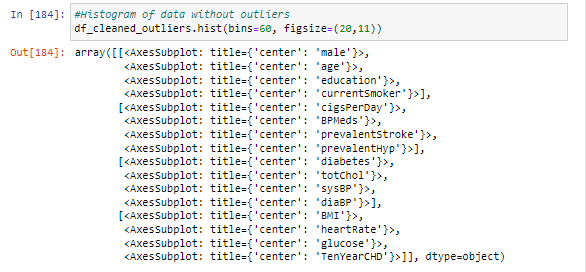 In [184]: #Histogram of data without outliers
df_cleaned_outliers.hist(bins=60, figsize=(20,11))
Out[184]: array([[<AxesSubplot: title={'center': 'male'}>,
<AxesSubplot: title={'center': 'age'}>,
<AxesSubplot: title={'center': 'education'}>,
<AxesSubplot: title={'center': 'currentSmoker'}>],
[<AxesSubplot: title={'center': 'cigsPerDay'}>,
<AxesSubplot: title={'center': 'BPMeds'}>,
<AxesSubplot: title={'center': 'prevalentStroke'}>,
<AxesSubplot: title={'center': 'prevalentHyp'}>],
[<AxesSubplot: title={'center': 'diabetes'}>,
<AxesSubplot: title={'center': 'totChol'}>,
<AxesSubplot: title={'center': 'sysBP'}>,
<AxesSubplot: title={'center': 'diaBP'}>],
[<AxesSubplot: title={'center': 'BMI'}>,
<AxesSubplot: title={'center': 'heartRate'}>,
<AxesSubplot: title={'center': 'glucose'}>,
<AxesSubplot: title={'center': 'TenYearCHD'}>]], dtype=object)